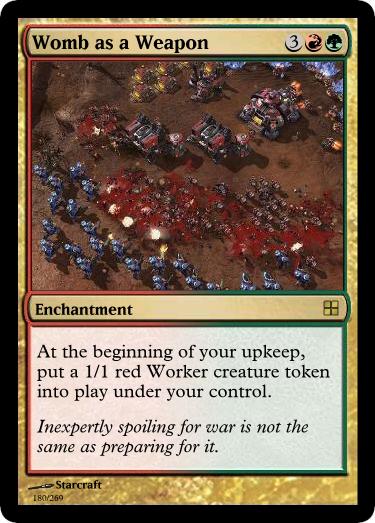 Womb as a Weapon 3
Enchantment
At the beginning of your upkeep,
put a 1/1 red Worker creature token
into play under your control.
Inexpertly spoiling for war is not the
same as preparing for it.
Starcraft
180/269